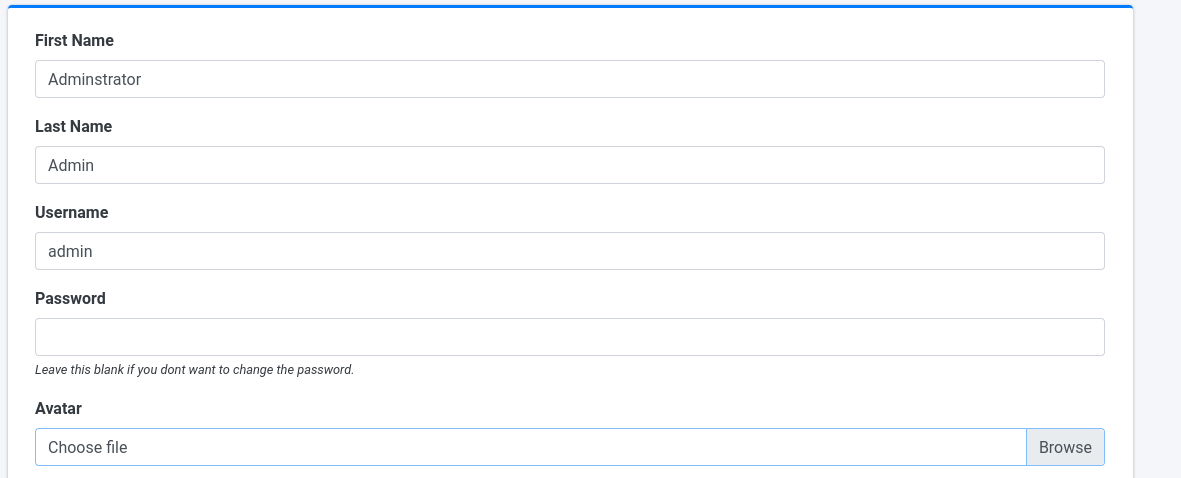 First Name
Adminstrator
Last Name
Admin
Username
admin
Password
Leave this blank if you dont want to change the password.
Avatar
Choose file Browse